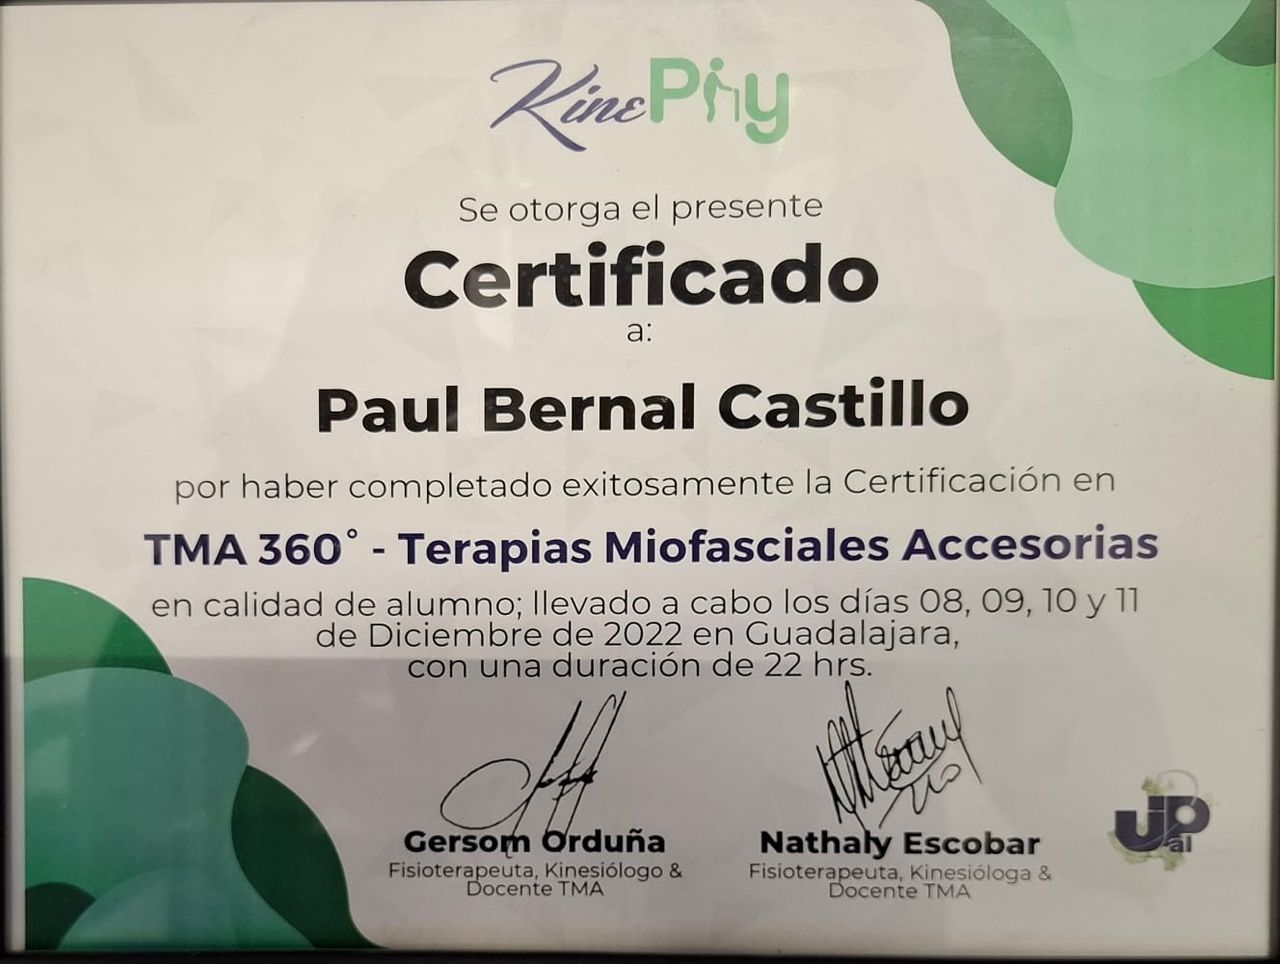 KinePhy
Se otorga el presente
Certificado
a:
Paul Bernal Castillo
por haber completado exitosamente la Certificación en
TMA 360° - Terapias Miofasciales Accesorias
en calidad de alumno; llevado a cabo los días 08, 09, 10 y 11
de Diciembre de 2022 en Guadalajara,
con una duración de 22 hrs.
Gersom Orduña
Fisioterapeuta, Kinesiólogo &
Docente TMA
Nathaly Escobar
Fisioterapeuta, Kinesióloga &
Docente TMA